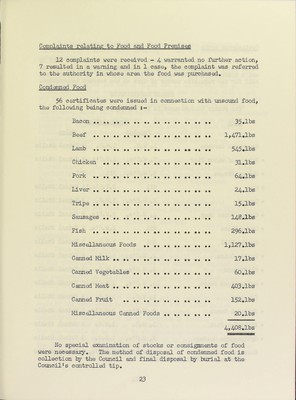 Complaints relating to Food and Food Premises
12 complaints were received - 4 warranted no further action,
7 resulted in a warning and in 1 case, the complaint was referred
to the authority in whose area the food was purchased.
Condemned Food
56 certificates were issued in connection with unsound food,
the following being condemned :-
Bacon .. .. .. .. .. .. .. .. .. .. .. 35.lbs
Beef .. .. .. .. .. .. .. .. .. .. .. 1,471.lbs
Lamb .. .. .. .. .. .. .. .. .. .. .. 545.lbs
Chicken .. .. .. .. .. .. .. .. .. .. 31.lbs
Pork .. .. .. .. .. .. .. .. .. .. .. 64.lbs
Liver .. .. .. .. .. .. .. .. .. .. .. 24.lbs
Tripe .. .. .. .. .. .. .. .. .. .. .. 15.lbs
Sausages .. .. .. .. .. .. .. .. .. .. 148.lbs
Fish .. .. .. .. .. .. .. .. .. .. .. 296.lbs
Miscellaneous Foods .. .. .. .. .. .. 1,127.lbs
Canned Milk .. .. .. .. .. .. .. .. .. 17.lbs
Canned Vegetables .. .. .. .. .. .. .. 60.lbs
Canned Meat .. .. .. .. .. .. .. .. .. 403.lbs
Canned Fruit .. .. .. .. .. .. .. .. 152.lbs
Miscellaneous Canned Foods .. .. .. .. 20.lbs
4,408.lbs
No special examination of stocks or consignments of food
were necessary. The method of disposal of condemned food is
collection by the Council and final disposal by burial at the
Council's controlled tip.
23